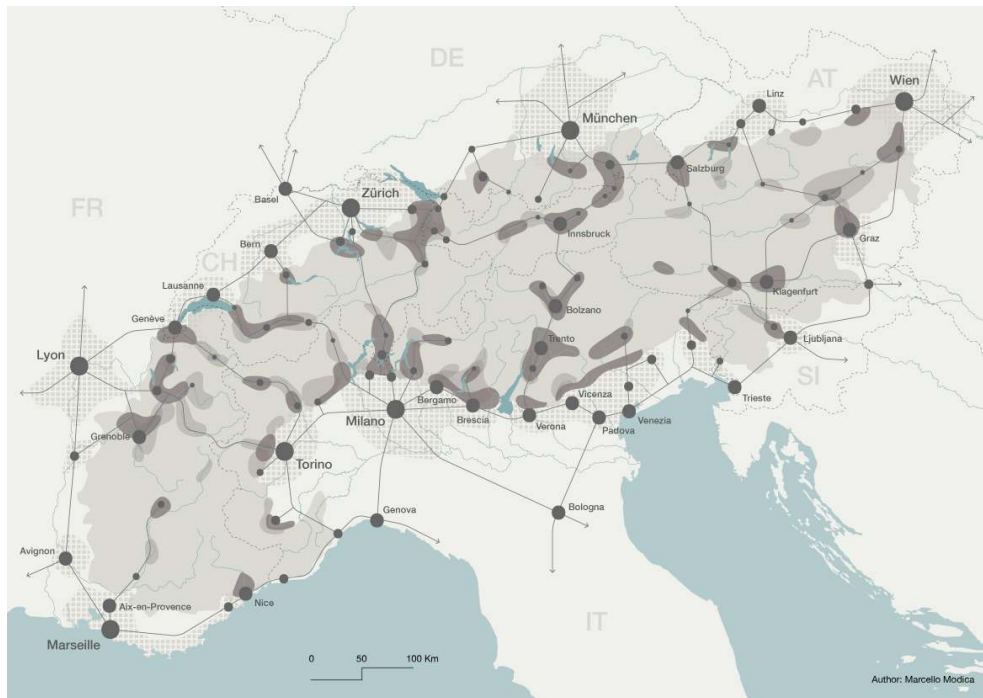 DE
AT
Wien
Linz
München
Salzburg
FR
Basel
Zürich
Innsbruck
Graz
Bern
CH
Lausanne
Klagenfurt
Bolzano
Genève
Ljubljana
Trento
Lyon
SI
Bergamo
Vicenza
Trieste
Milano
Brescia
Verona
Padova
Venezia
Grenoble
Torino
Genova
Bologna
Avignon
Nice
Aix-en-Provence
IT
Marseille
0 50 100 Km
Author: Marcello Modica